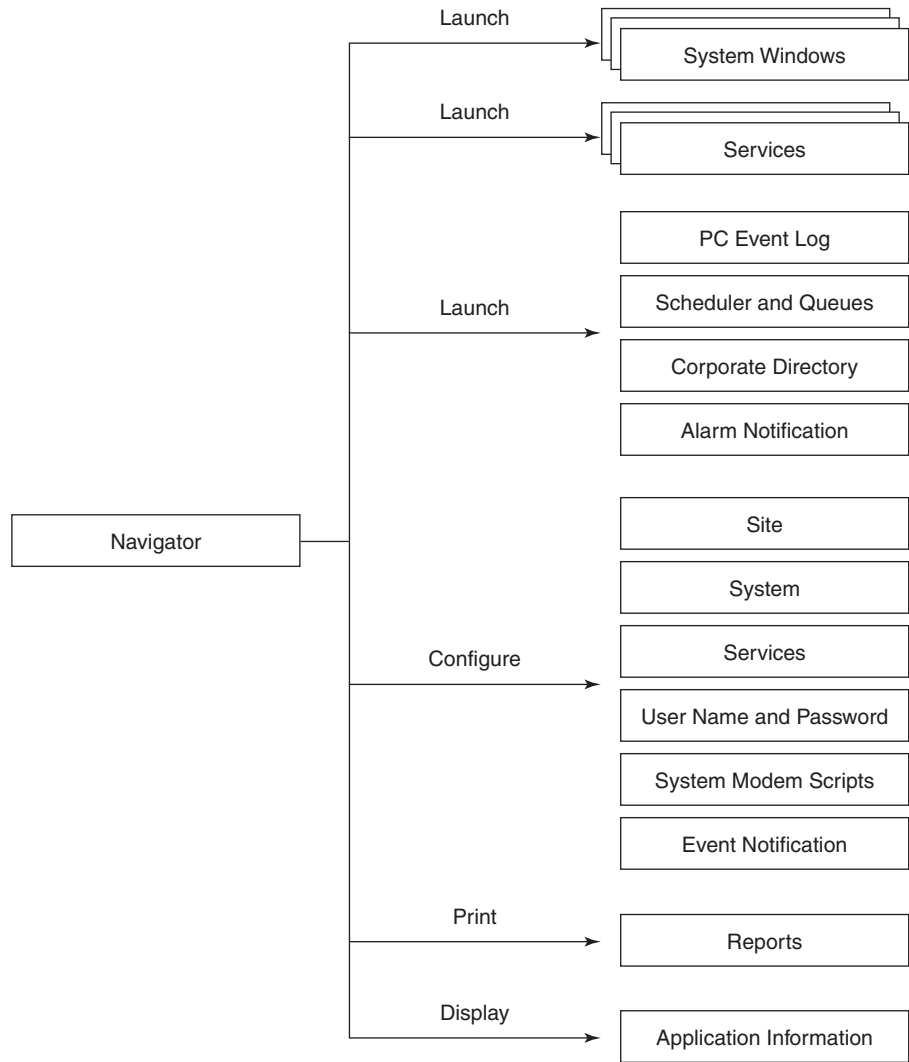 Launch
System Windows
Launch
Services
PC Event Log
Launch
Scheduler and Queues
Corporate Directory
Alarm Notification
Navigator
Site
System
Configure
Services
User Name and Password
System Modem Scripts
Event Notification
Print
Reports
Display
Application Information